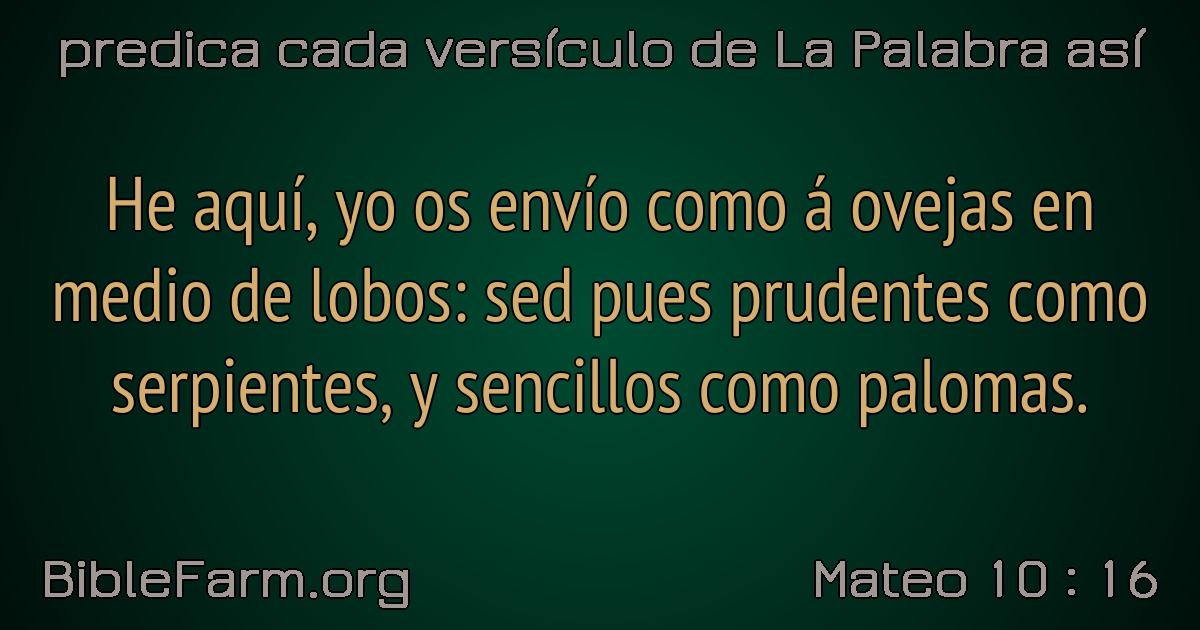 predica cada versículo de La Palabra así
He aquí, yo os envío como á ovejas en
medio de lobos: sed pues prudentes como
serpientes, y sencillos como palomas.
BibleFarm.org
Mateo 10 : 16